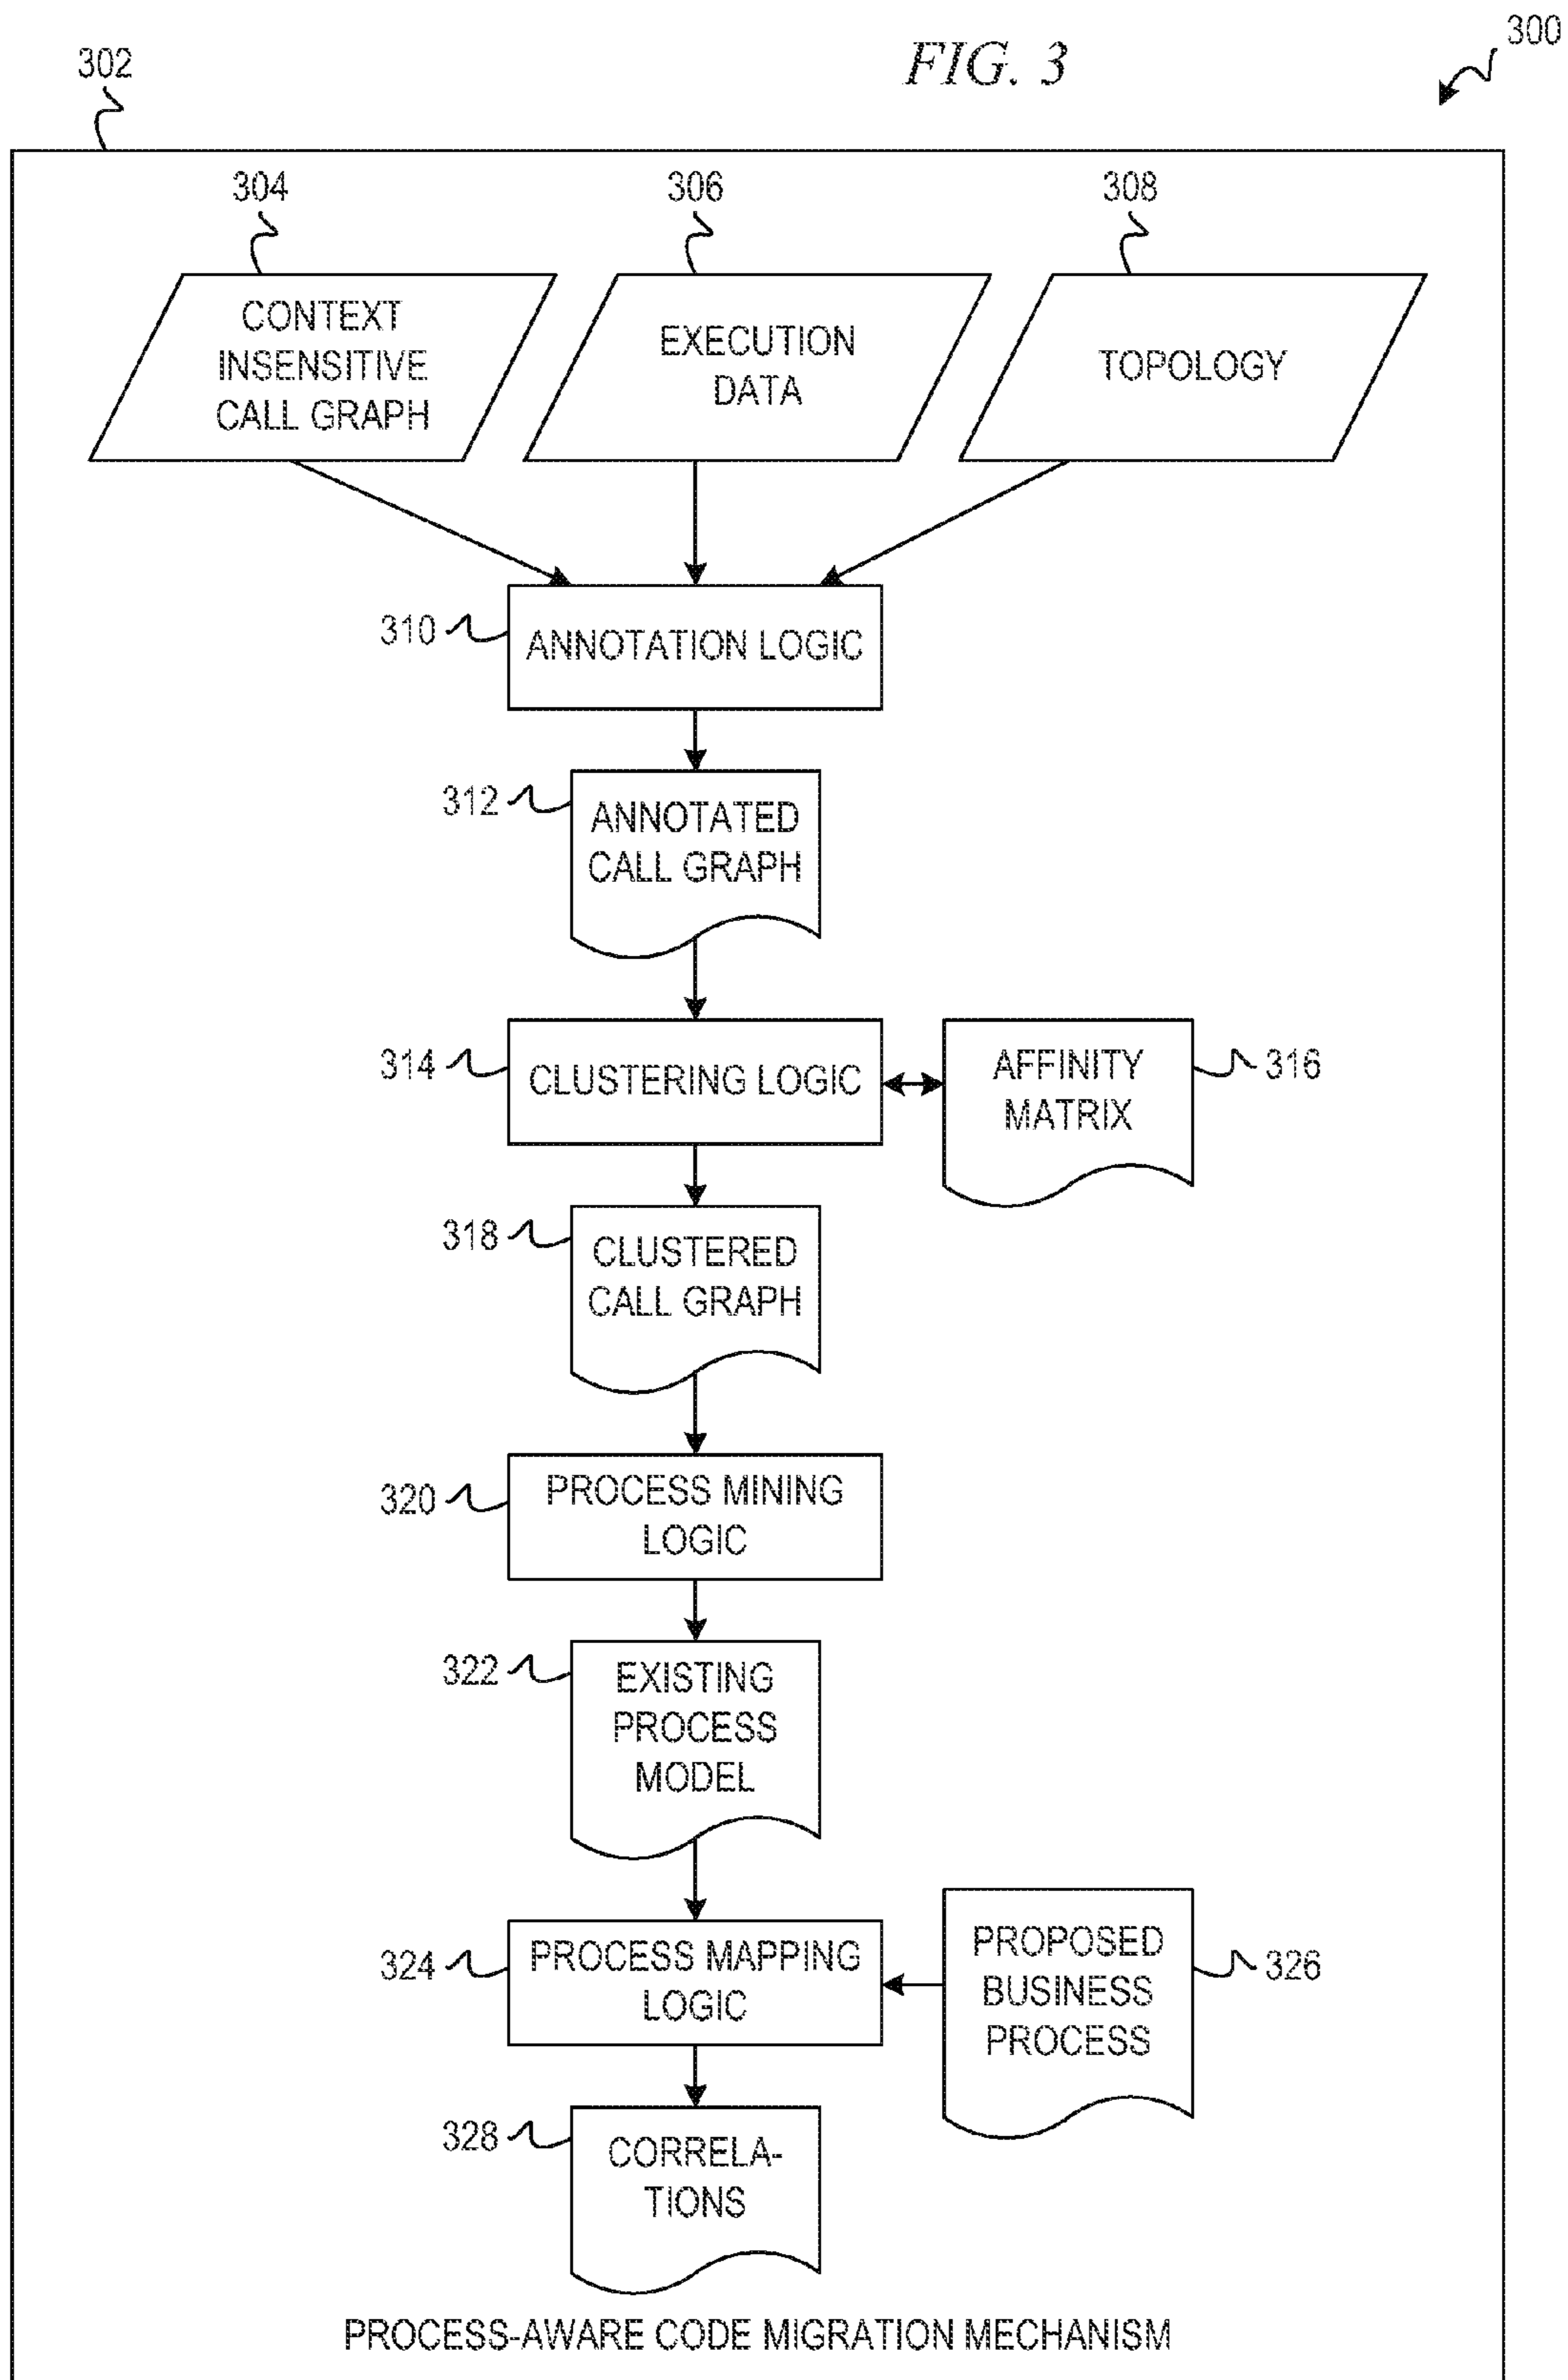 FIG. 3
300
302
304
306
308
CONTEXT
INSENSITIVE
CALL GRAPH
EXECUTION
DATA
TOPOLOGY
310
ANNOTATION LOGIC
312
ANNOTATED
CALL GRAPH
314
CLUSTERING LOGIC
AFFINITY
MATRIX
316
318
CLUSTERED
CALL GRAPH
320
PROCESS MINING
LOGIC
322
EXISTING
PROCESS
MODEL
324
PROCESS MAPPING
LOGIC
PROPOSED
BUSINESS
PROCESS
326
328
CORRELA-
TIONS
PROCESS-AWARE CODE MIGRATION MECHANISM